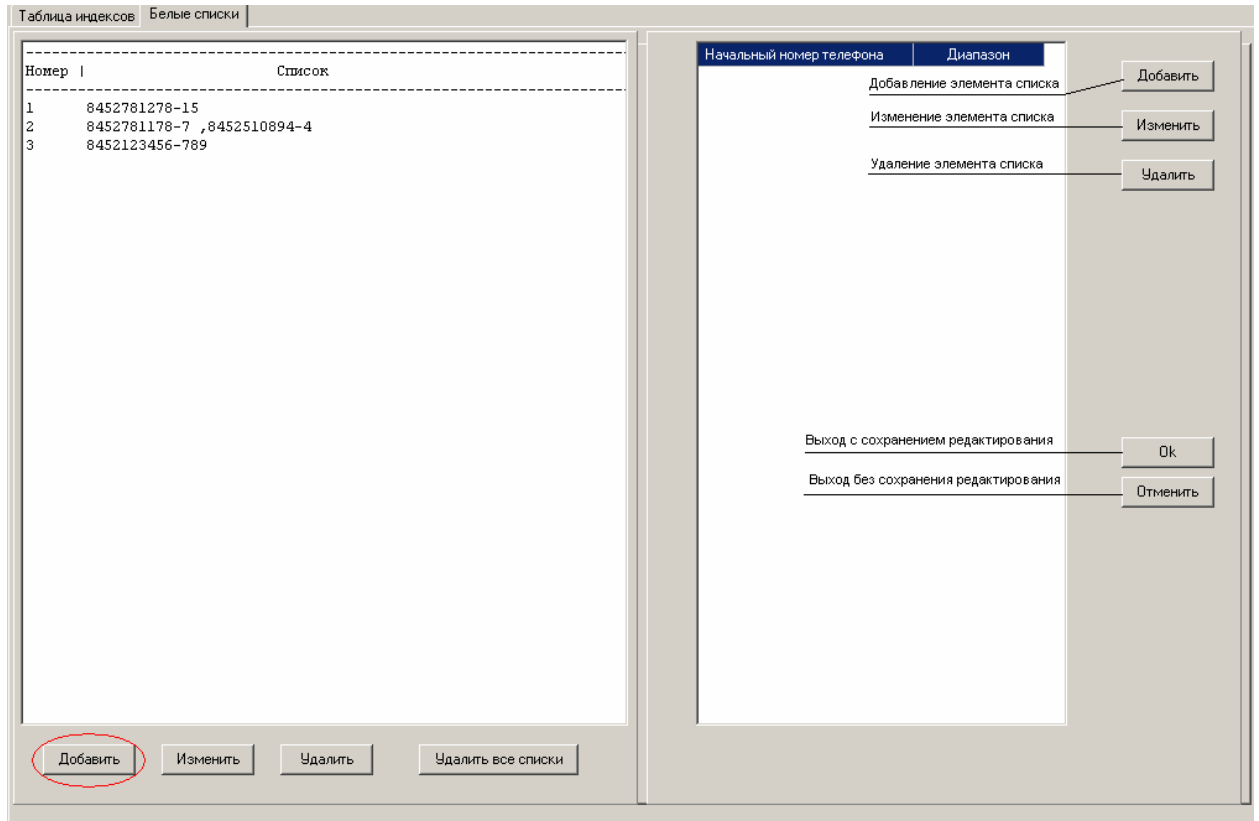 Таблица индексов Белые списки
Номер | Список
1 8452781278-15
2 8452781178-7 ,8452510894-4
3 8452123456-789
Добавить Изменить Удалить Удалить все списки
Начальный номер телефона Диапазон
Добавление элемента списка Добавить
Изменение элемента списка Изменить
Удаление элемента списка Удалить
Выход с сохранением редактирования Ok
Выход без сохранения редактирования Отменить